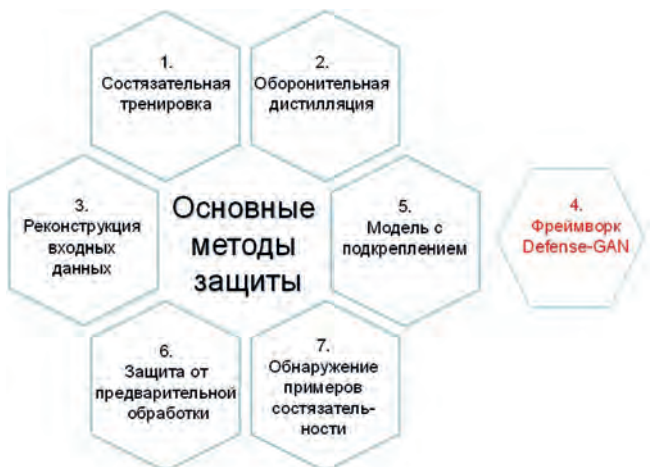 1.
Состязательная
тренировка
2.
Оборонительная
дистилляция
3.
Реконструкция
входных
данных
Основные
методы
защиты
5.
Модель с
подкреплением
4.
Фреймворк
Defense-GAN
6.
Защита от
предварительной
обработки
7.
Обнаружение
примеров
состязатель-
ности